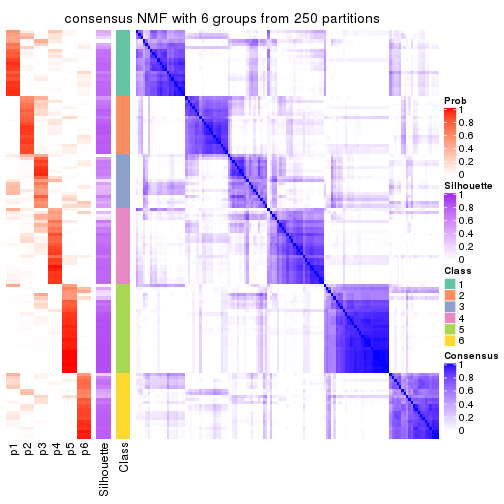 consensus NMF with 6 groups from 250 partitions
Prob
1
0.8
0.6
0.4
0.2
0
Silhouette
1
0.8
0.6
0.4
0.2
0
Class
1
2
3
4
5
6
Consensus
1
0.8
0.6
0.4
0.2
0
p1
p2
p3
p4
p5
p6
Silhouette
Class